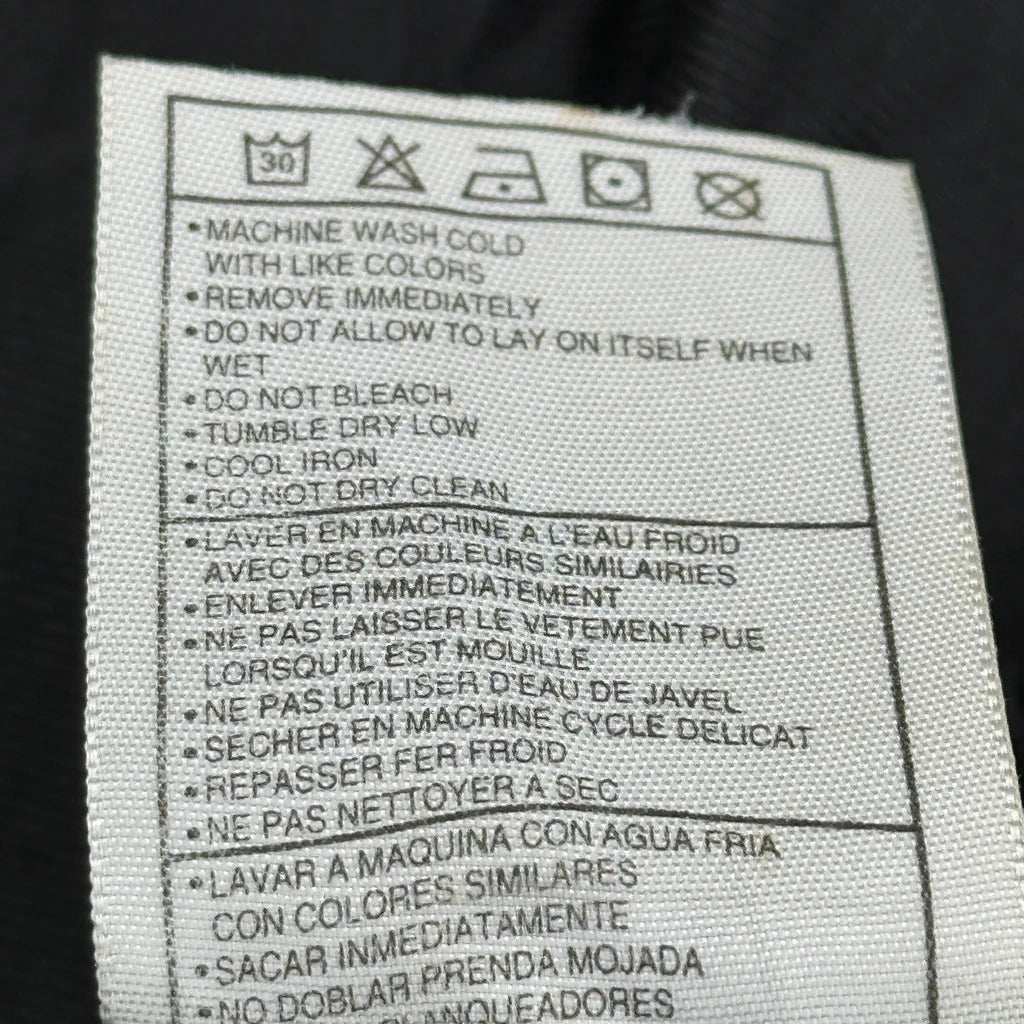 30
•MACHINE WASH COLD
WITH LIKE COLORS
•REMOVE IMMEDIATELY
•DO NOT ALLOW TO LAY ON ITSELF WHEN
WET
•DO NOT BLEACH
•TUMBLE DRY LOW
•COOL IRON
•DO NOT DRY CLEAN
•LAVER EN MACHINE A L'EAU FROID
AVEC DES COULEURS SIMILAIRIES
•ENLEVER IMMEDIATEMENT
•NE PAS LAISSER LE VETEMENT PUE
LORSQU'IL EST MOUILLE
•NE PAS UTILISER D'EAU DE JAVEL
•SECHER EN MACHINE CYCLE DELICAT
•REPASSER FER FROID
•NE PAS NETTOYER A SEC
•LAVAR A MAQUINA CON AGUA FRIA
CON COLORES SIMILARES
•SACAR INMEDIATAMENTE
•NO DOBLAR PRENDA MOJADA